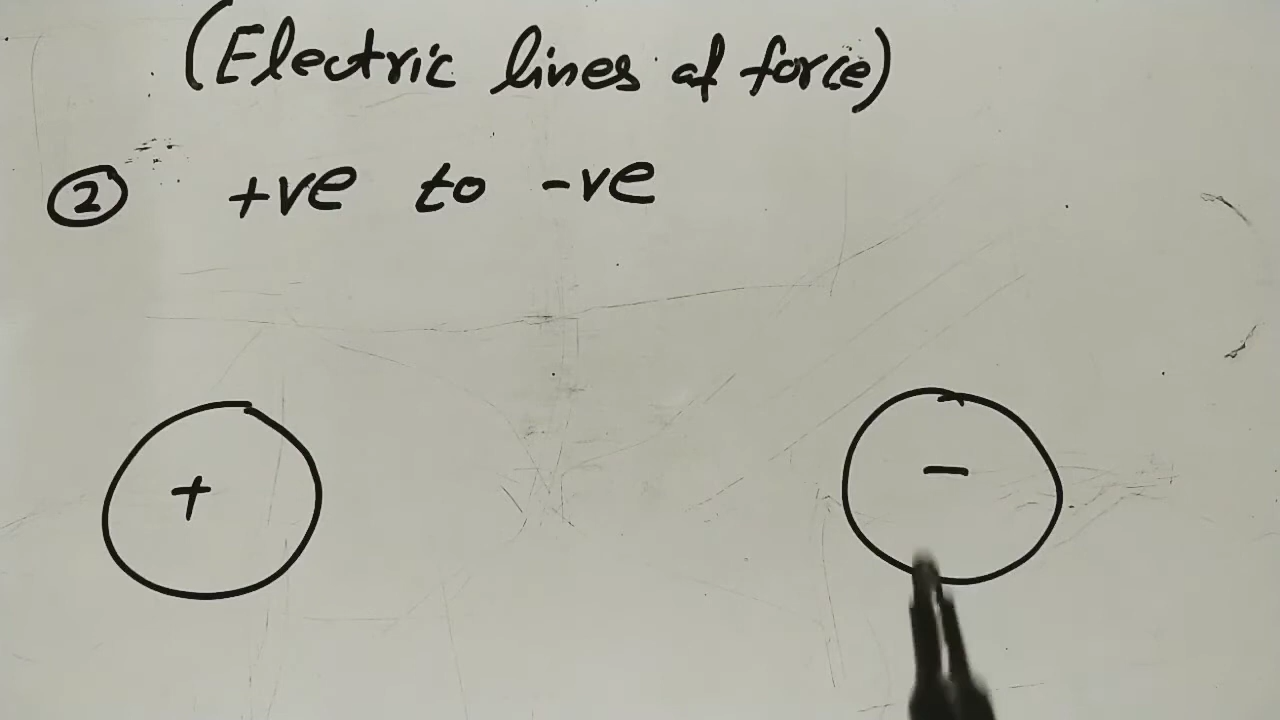 (Electric lines of force)
② +ve to -ve
+ -